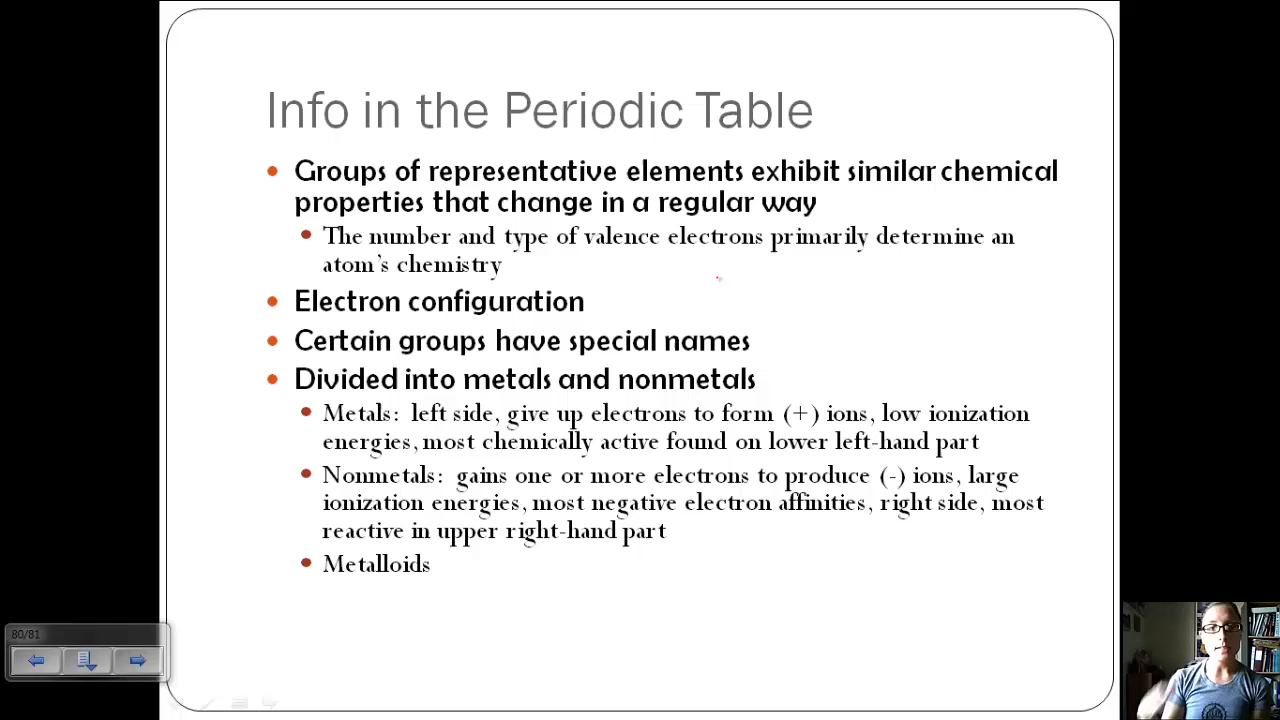 Info in the Periodic Table
• Groups of representative elements exhibit similar chemical
properties that change in a regular way
• The number and type of valence electrons primarily determine an
atom's chemistry
• Electron configuration
• Certain groups have special names
• Divided into metals and nonmetals
• Metals: left side, give up electrons to form (+) ions, low ionization
energies, most chemically active found on lower left-hand part
• Nonmetals: gains one or more electrons to produce (-) ions, large
ionization energies, most negative electron affinities, right side, most
reactive in upper right-hand part
• Metalloids
80/81